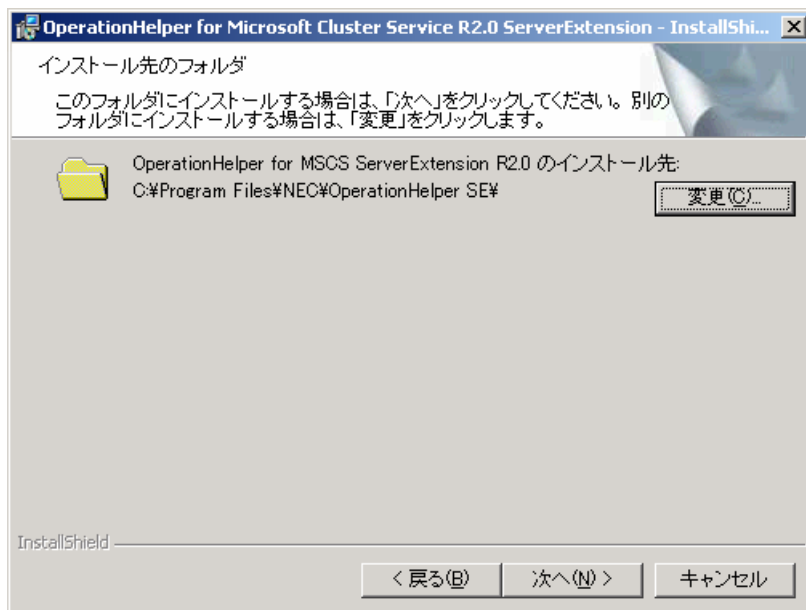 OperationHelper for Microsoft Cluster Service R2.0 ServerExtension - InstallShi...
インストール先のフォルダ
このフォルダにインストールする場合は、「次へ」をクリックしてください。別の
フォルダにインストールする場合は、「変更」をクリックします。
OperationHelper for MSCS ServerExtension R2.0 のインストール先:
C:¥Program Files¥NEC¥OperationHelper SE¥
変更(C)...
InstallShield
< 戻る(B)
次へ(N) >
キャンセル